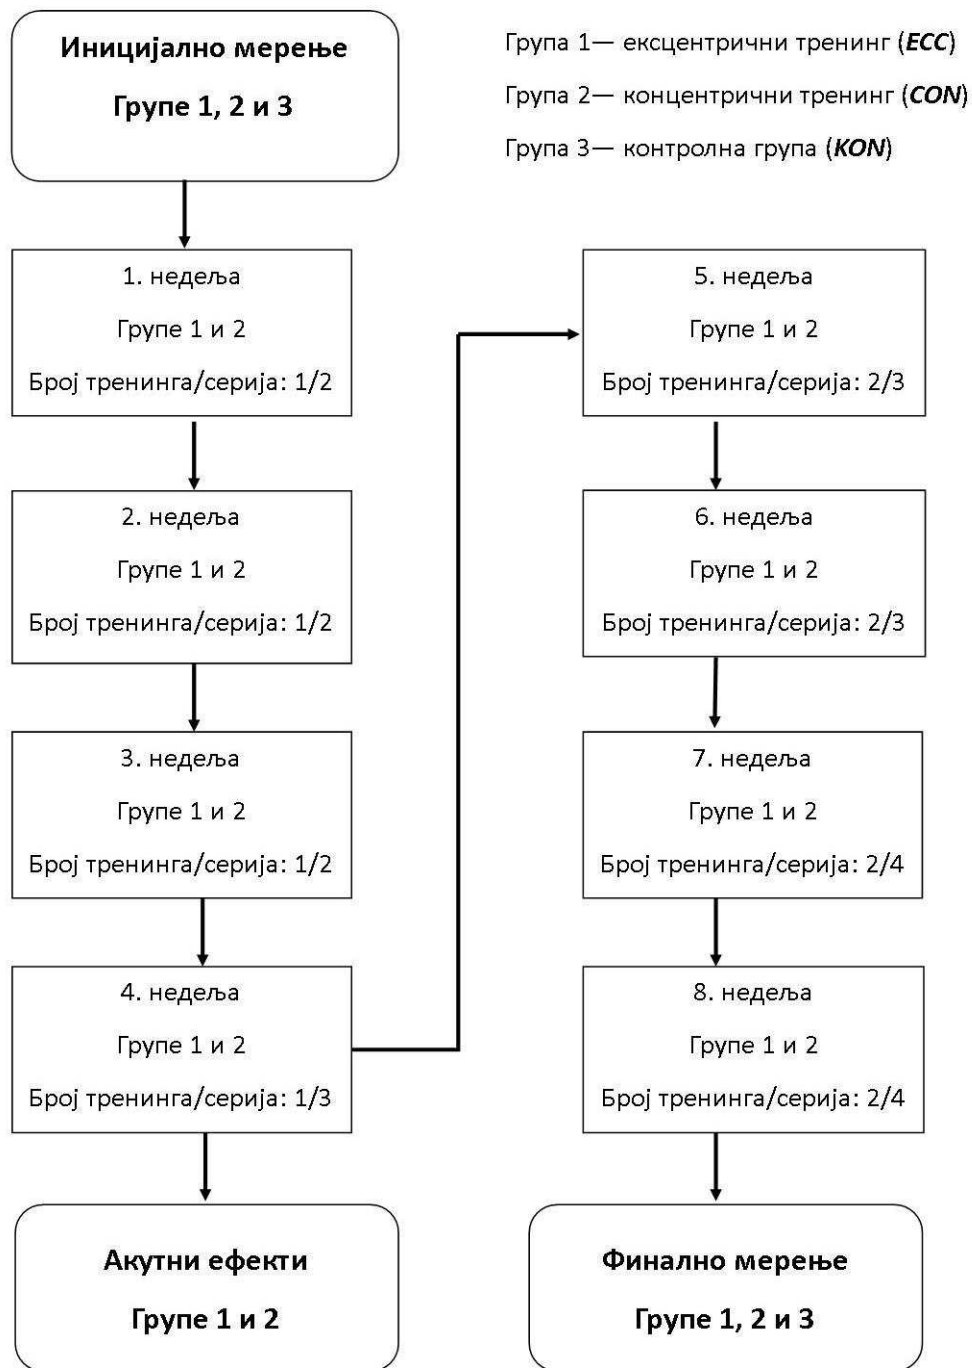 Иницијално мерење
Групе 1, 2 и 3
Група 1— ексцентрични тренинг (ECC)
Група 2— концентрични тренинг (CON)
Група 3— контролна група (KON)
1. недеља
Групе 1 и 2
Број тренинга/серија: 1/2
2. недеља
Групе 1 и 2
Број тренинга/серија: 1/2
3. недеља
Групе 1 и 2
Број тренинга/серија: 1/2
4. недеља
Групе 1 и 2
Број тренинга/серија: 1/3
Акутни ефекти
Групе 1 и 2
5. недеља
Групе 1 и 2
Број тренинга/серија: 2/3
6. недеља
Групе 1 и 2
Број тренинга/серија: 2/3
7. недеља
Групе 1 и 2
Број тренинга/серија: 2/4
8. недеља
Групе 1 и 2
Број тренинга/серија: 2/4
Финално мерење
Групе 1, 2 и 3